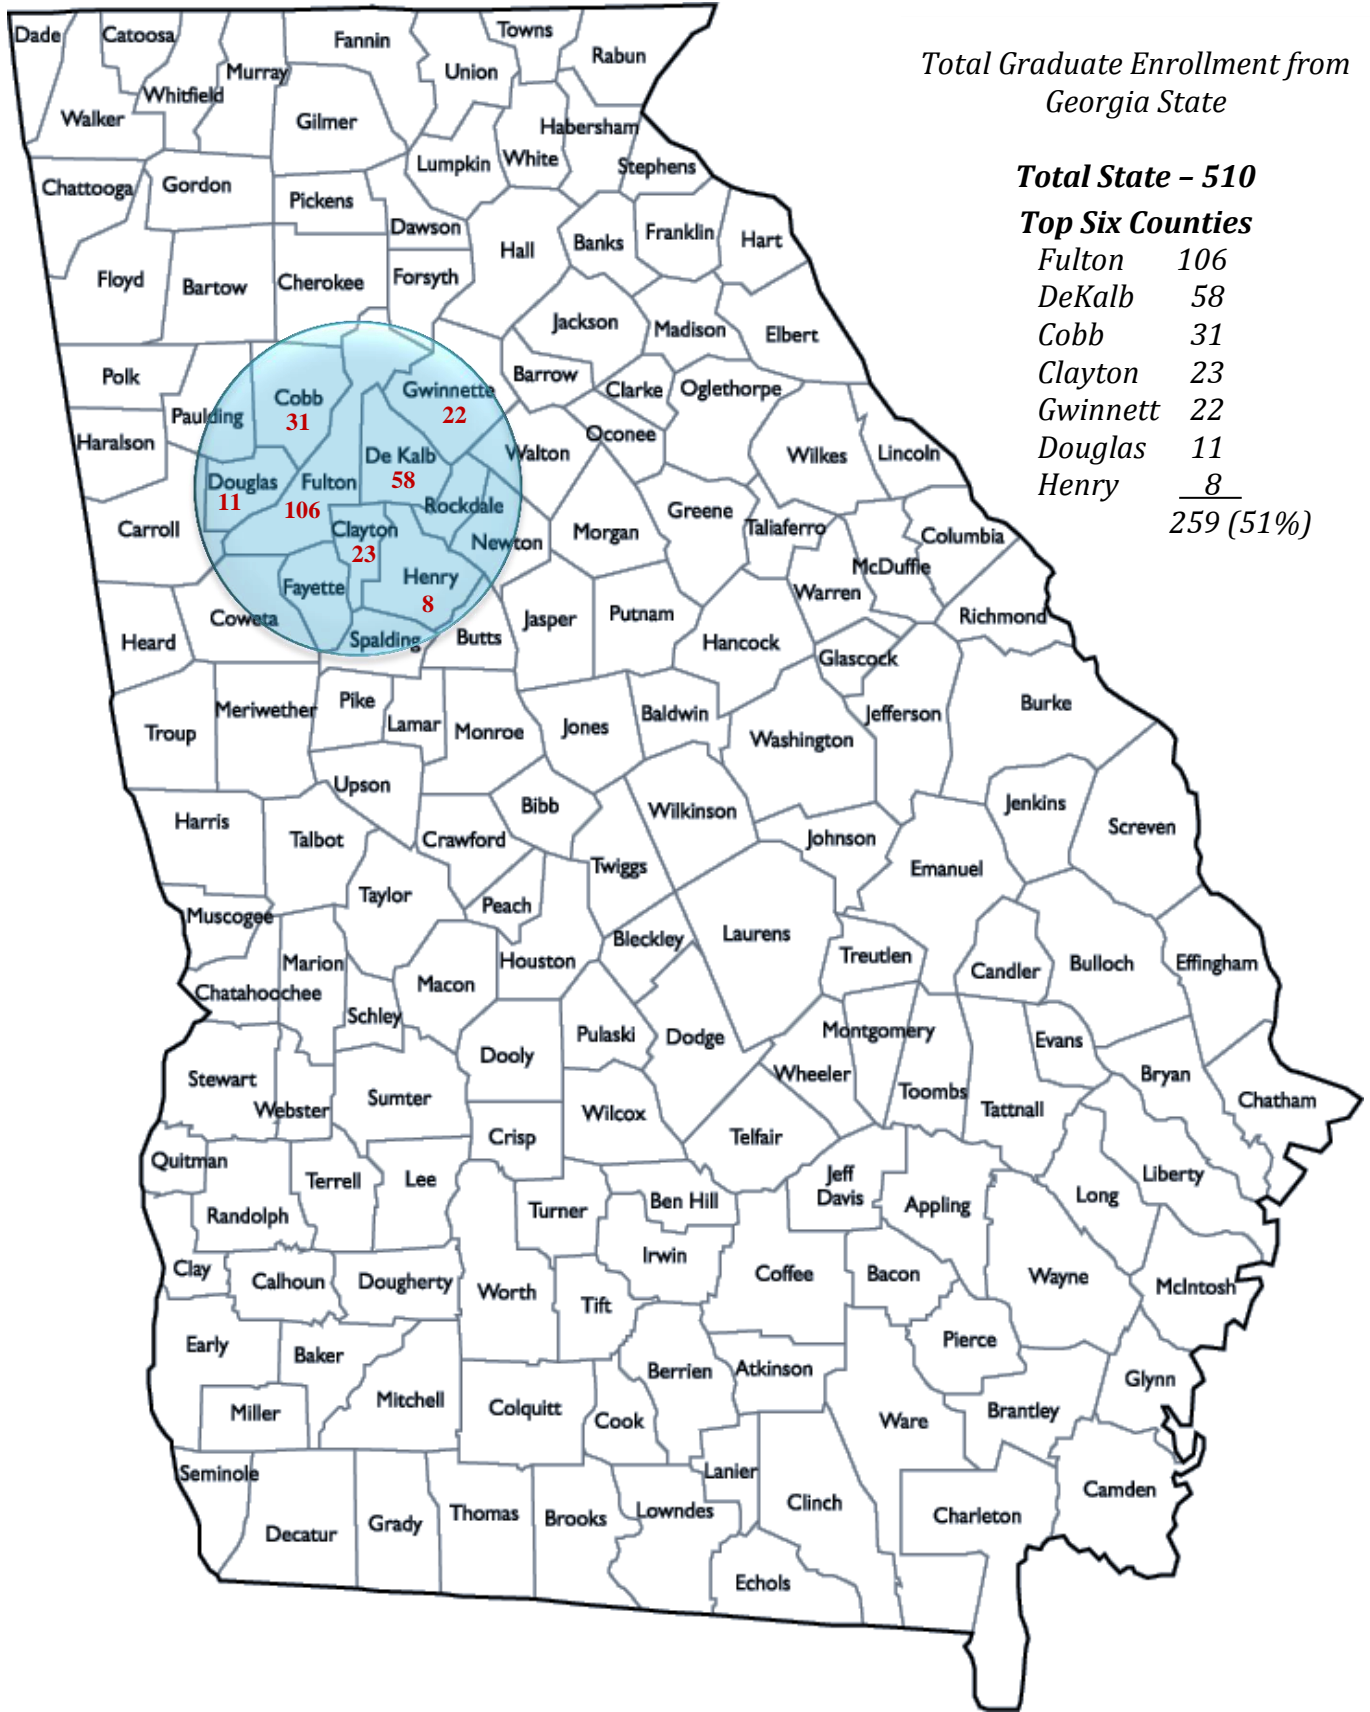 Total Graduate Enrollment from
Georgia State
Total State – 510
Top Six Counties
Fulton 106
DeKalb 58
Cobb 31
Clayton 23
Gwinnett 22
Douglas 11
Henry 8
259 (51%)
Dade
Catoosa
Fannin
Towns
Rabun
Union
Murray
Whitfield
Walker
Gilmer
Habersham
White
Lumpkin
Stephens
Chattooga
Gordon
Pickens
Dawson
Hall
Banks
Franklin
Hart
Floyd
Bartow
Cherokee
Forsyth
Jackson
Madison
Elbert
Polk
Paulding
Cobb
31
Gwinnette
22
Barrow
Clarke
Oglethorpe
Haralson
Oconee
Walton
Wilkes
Lincoln
Douglas
11
Fulton
106
De Kalb
58
Rockdale
Carroll
Clayton
23
Newton
Morgan
Greene
Taliaferro
Columbia
McDuffie
Warren
Fayette
Henry
8
Coweta
Spalding
Butts
Jasper
Putnam
Hancock
Richmond
Glascock
Heard
Troup
Meriwether
Pike
Lamar
Monroe
Jones
Baldwin
Washington
Jefferson
Burke
Upson
Bibb
Wilkinson
Jenkins
Screven
Harris
Talbot
Crawford
Twiggs
Johnson
Emanuel
Taylor
Peach
Muscogee
Marion
Macon
Houston
Bleckley
Laurens
Treutlen
Candler
Bulloch
Effingham
Chatahoochee
Schley
Dooly
Pulaski
Dodge
Montgomery
Wheeler
Toombs
Evans
Tattnall
Bryan
Chatham
Stewart
Webster
Sumter
Crisp
Wilcox
Telfair
Quitman
Randolph
Terrell
Lee
Turner
Ben Hill
Jeff
Davis
Appling
Long
Liberty
Clay
Calhoun
Dougherty
Worth
Tift
Irwin
Coffee
Bacon
Wayne
McIntosh
Early
Baker
Pierce
Miller
Mitchell
Colquitt
Cook
Berrien
Atkinson
Ware
Brantley
Glynn
Seminole
Decatur
Grady
Thomas
Brooks
Lowndes
Lanier
Clinch
Echols
Charleton
Camden